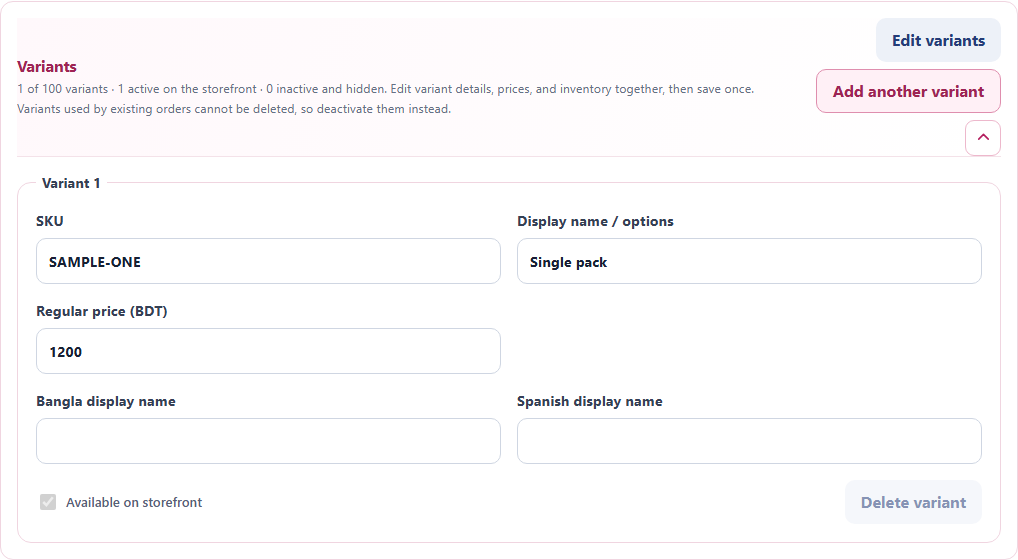 Edit variants
Variants
1 of 100 variants · 1 active on the storefront · 0 inactive and hidden. Edit variant details, prices, and inventory together, then save once.
Variants used by existing orders cannot be deleted, so deactivate them instead.
Add another variant
Variant 1
SKU
Display name / options
SAMPLE-ONE
Single pack
Regular price (BDT)
1200
Bangla display name
Spanish display name
Available on storefront
Delete variant